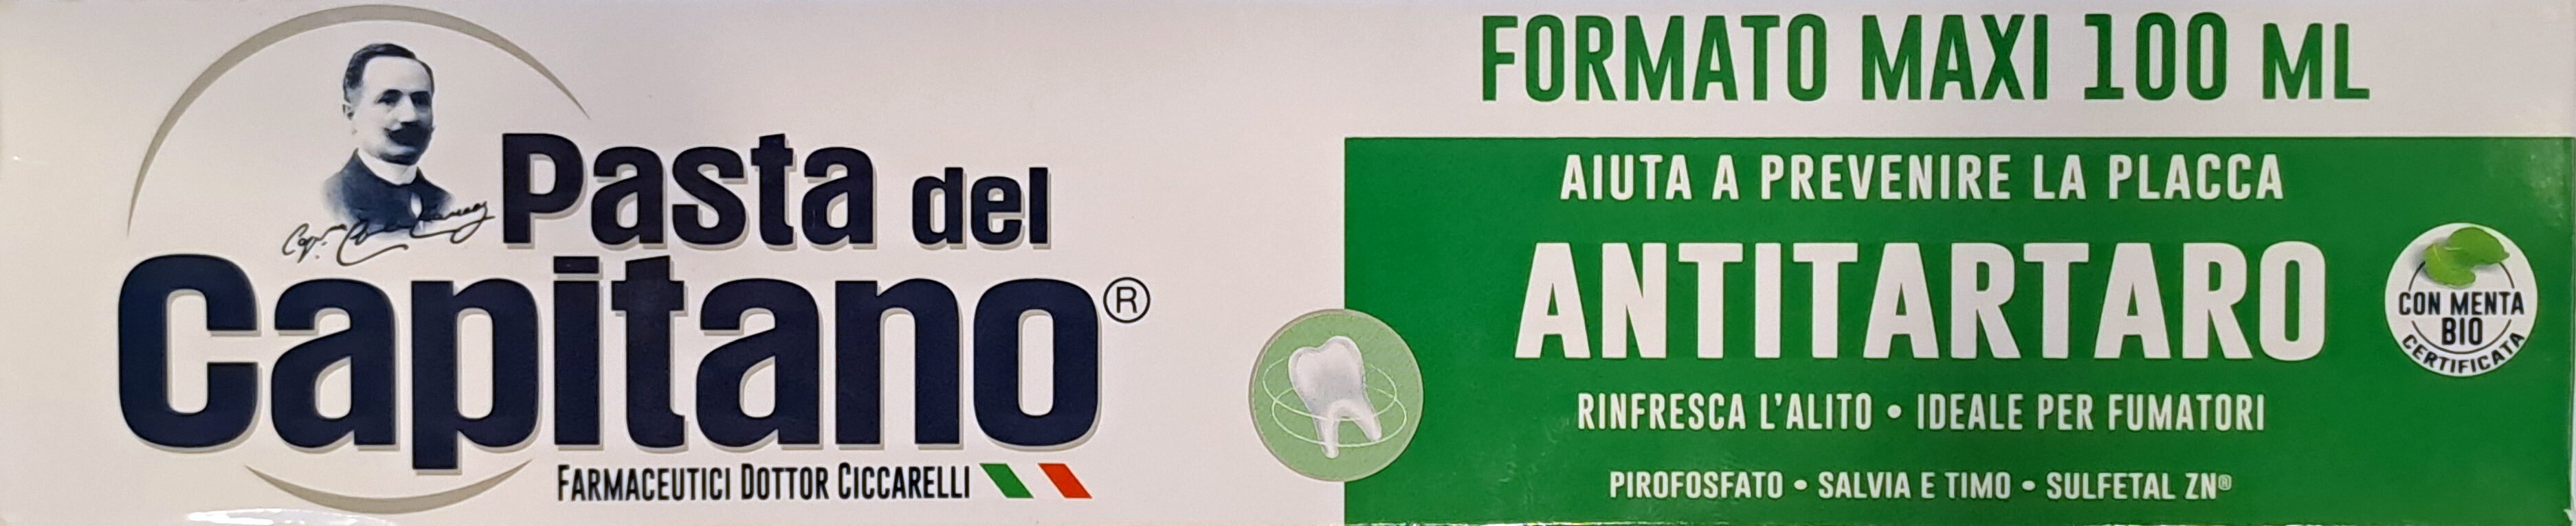 Pasta del
Capitano®
FARMACEUTICI DOTTOR CICCARELLI
FORMATO MAXI 100 ML
AIUTA A PREVENIRE LA PLACCA
ANTITARTARO
RINFRESCA L'ALITO • IDEALE PER FUMATORI
PIROFOSFATO • SALVIA E TIMO • SULFETAL ZN®
CON MENTA
BIO
CERTIFICATA